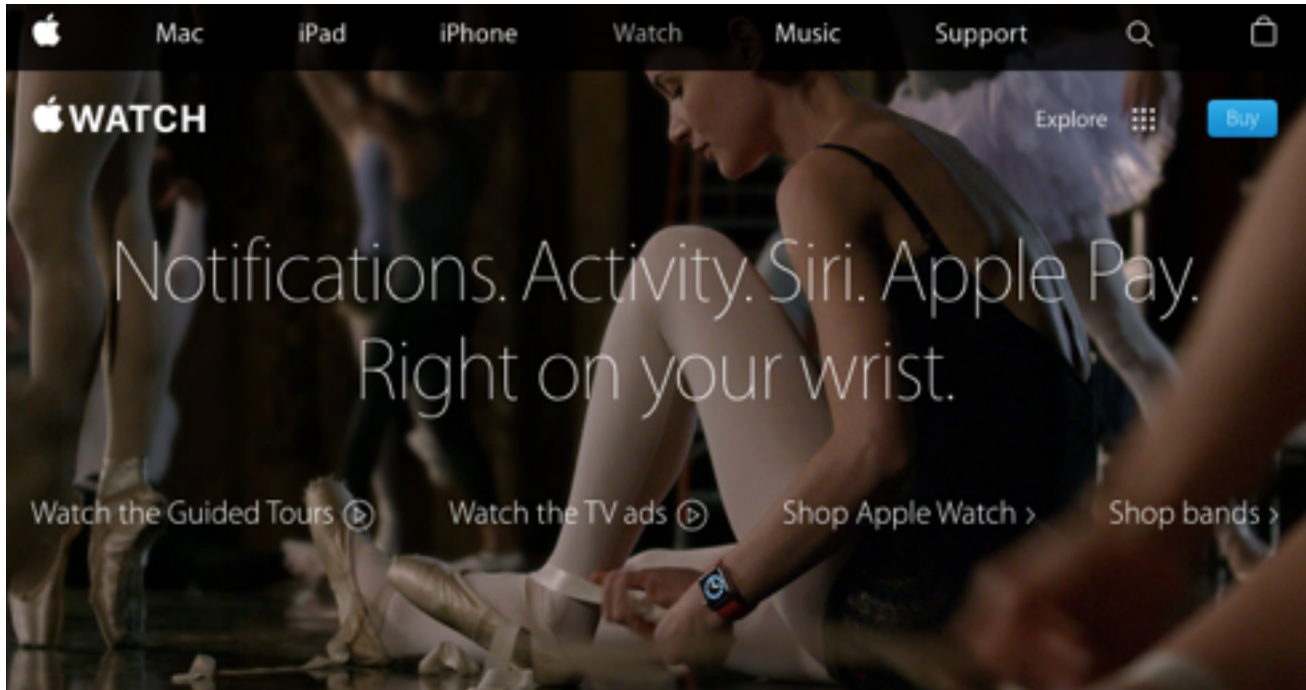 Mac iPad iPhone Watch Music Support
WATCH
Explore Buy
Notifications. Activity. Siri. Apple Pay.
Right on your wrist.
Watch the Guided Tours Watch the TV ads Shop Apple Watch > Shop bands >